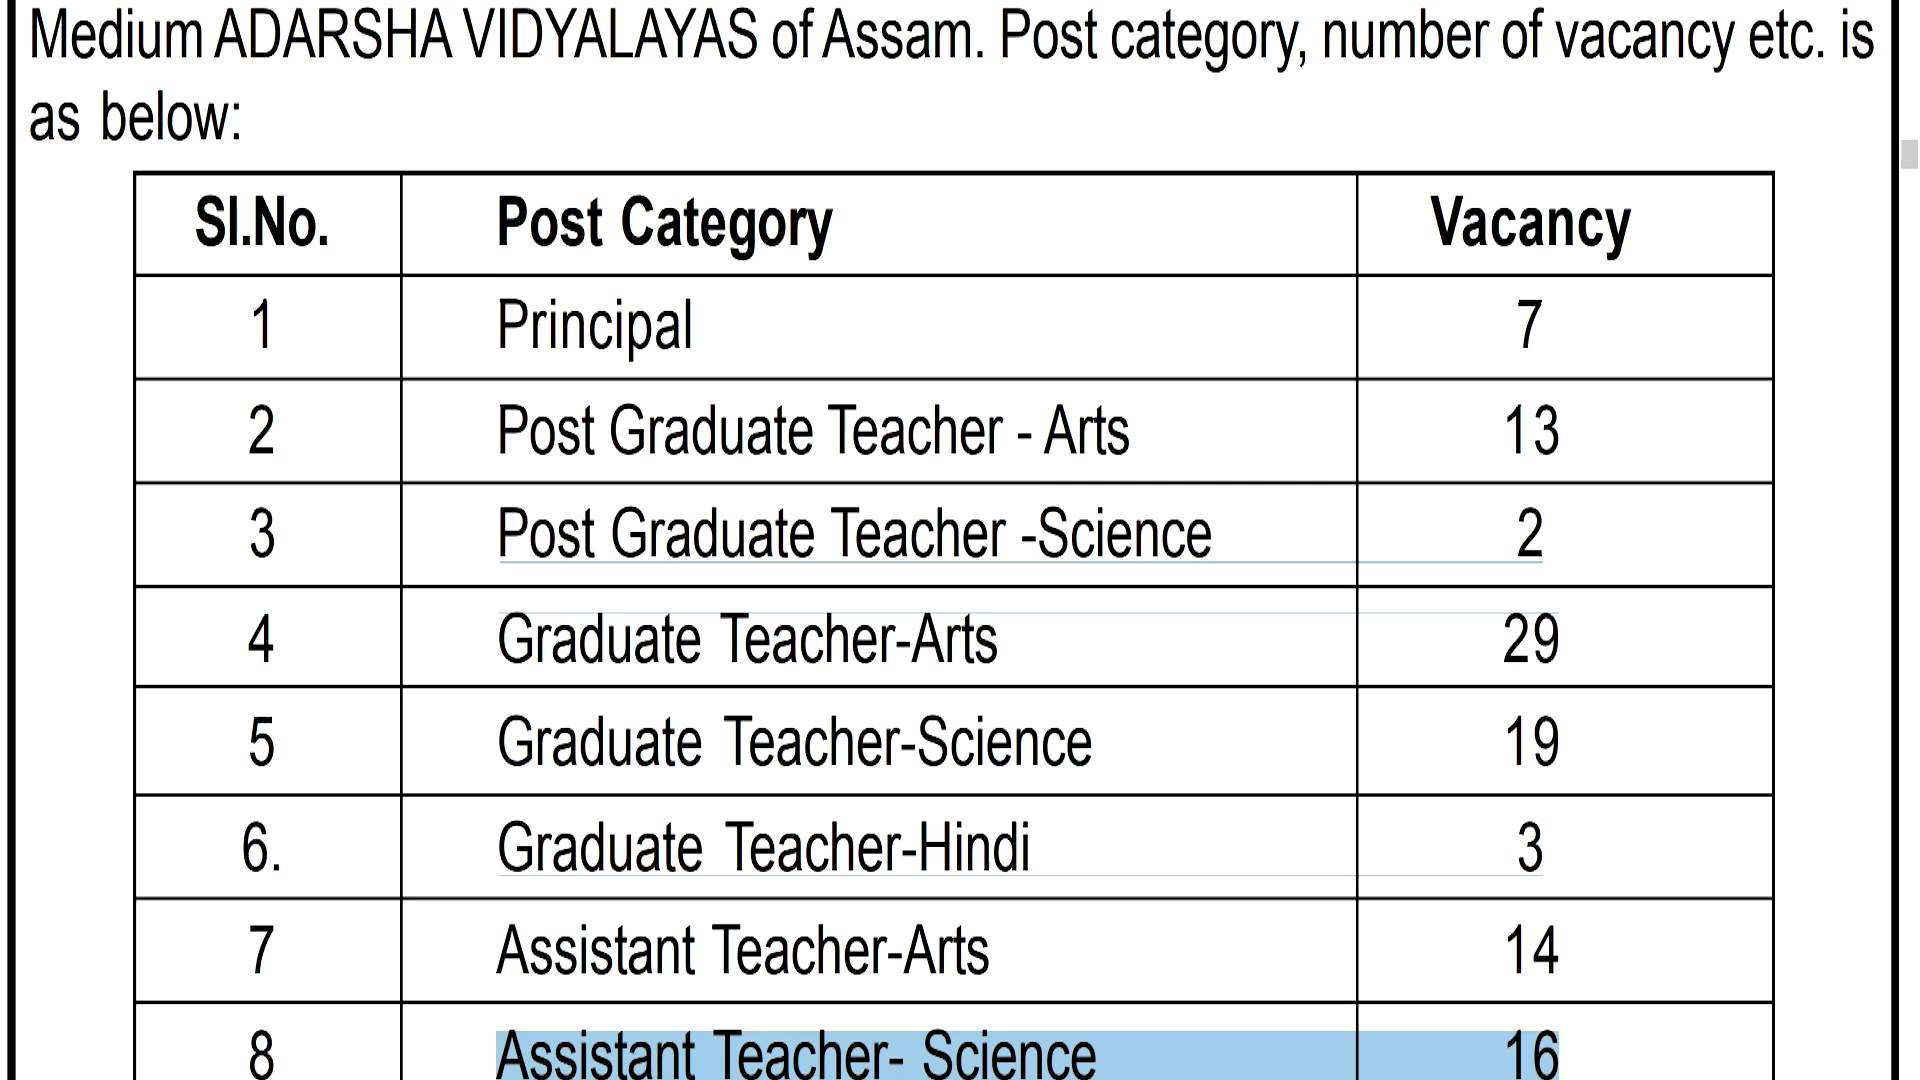 Medium ADARSHA VIDYALAYAS of Assam. Post category, number of vacancy etc. is
as below:
Sl.No. Post Category Vacancy
1 Principal 7
2 Post Graduate Teacher - Arts 13
3 Post Graduate Teacher -Science 2
4 Graduate Teacher-Arts 29
5 Graduate Teacher-Science 19
6. Graduate Teacher-Hindi 3
7 Assistant Teacher-Arts 14
8 Assistant Teacher- Science 16